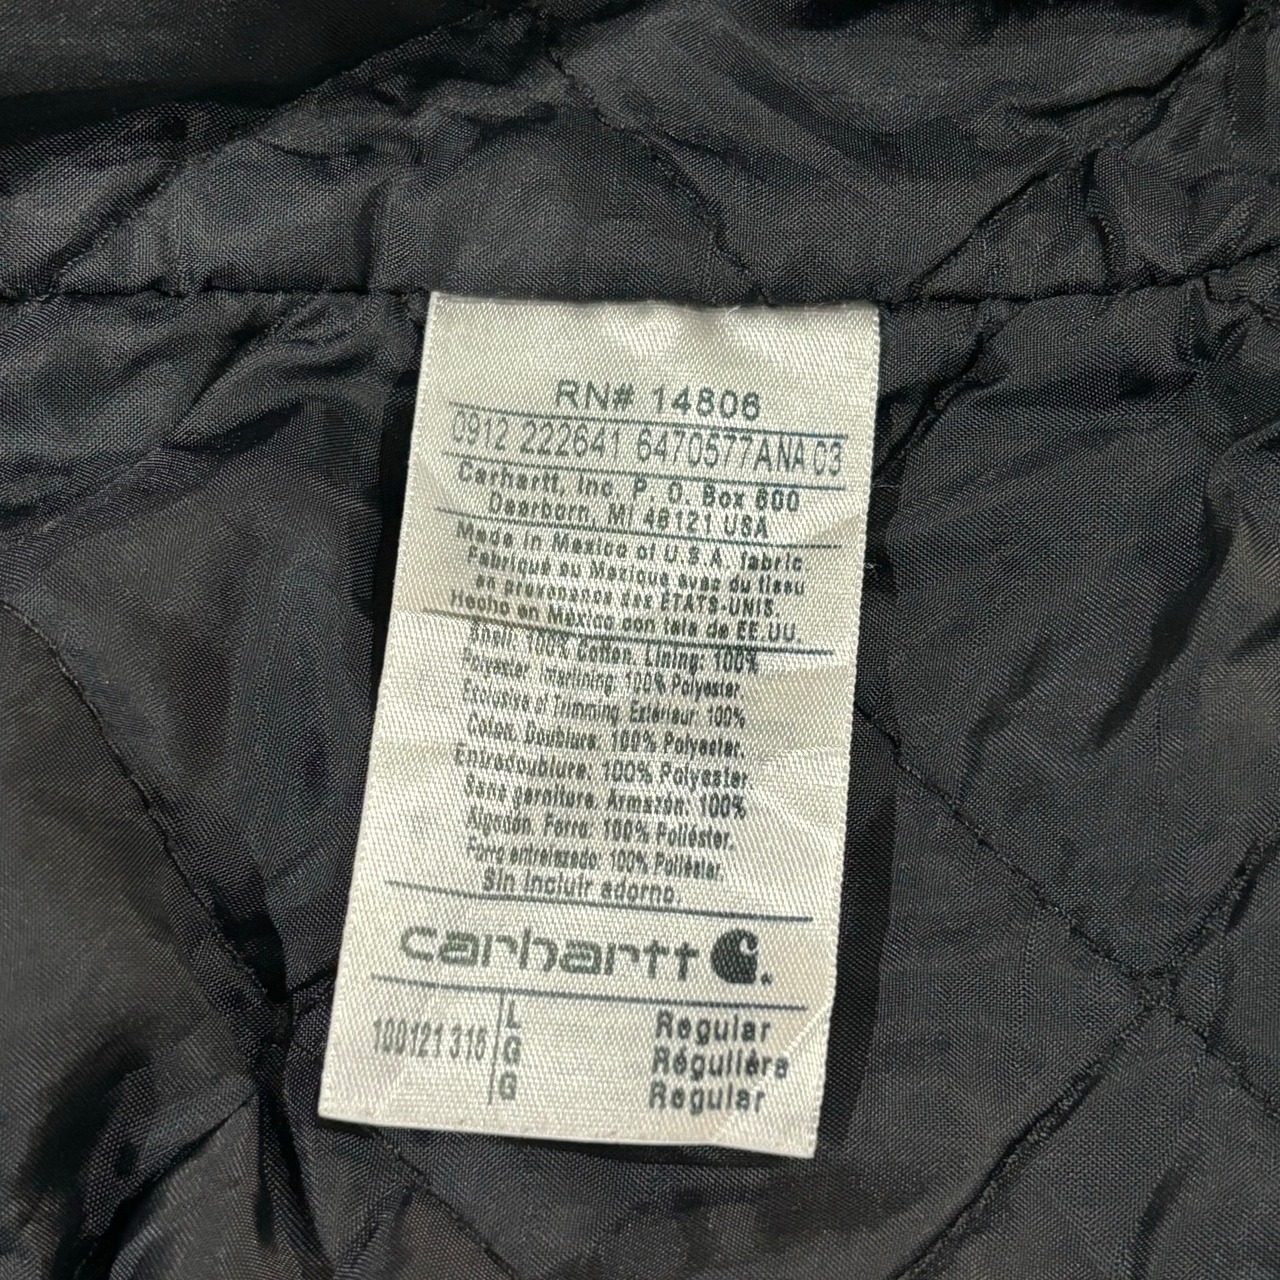 RN# 14806
0912 222641 6470577ANA 03
Carhartt, Inc. P. O. Box 600
Dearborn, MI 48121 USA
Made in Mexico of U.S.A. fabric
Fabriqué au Mexique avec du tissu
en provenance des ÉTATS-UNIS.
Hecho en México con tela de EE.UU.
Shell: 100% Cotton. Lining: 100%
Polyester. Interlining: 100% Polyester.
Exclusive of Trimming. Extérieur: 100%
Coton. Doublure: 100% Polyester.
Entredoublure: 100% Polyester
Sans garniture. Armazón: 100%
Algodón. Forro: 100% Poliéster.
Forro entrelazado: 100% Poliéster.
Sin incluir adorno.
carhartt
100121 316 L Regular
G Régulièra
G Regular